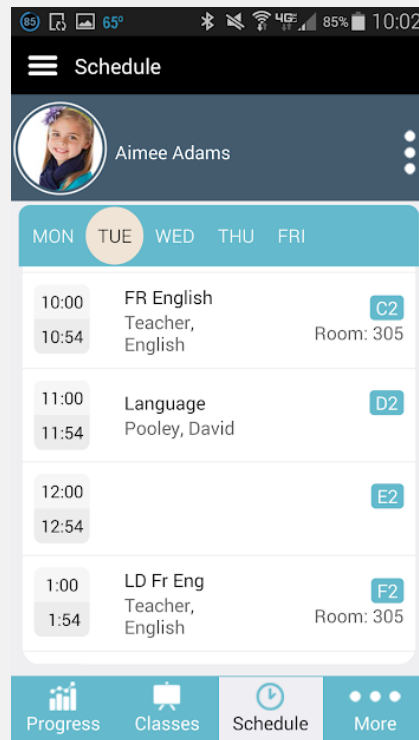 85 65° 4GE 85% 10:02
Schedule
Aimee Adams
MON TUE WED THU FRI
10:00 FR English C2
10:54 Teacher, Room: 305
English
11:00 Language D2
11:54 Pooley, David
12:00 E2
12:54
1:00 LD Fr Eng F2
1:54 Teacher, Room: 305
English
Progress Classes Schedule More